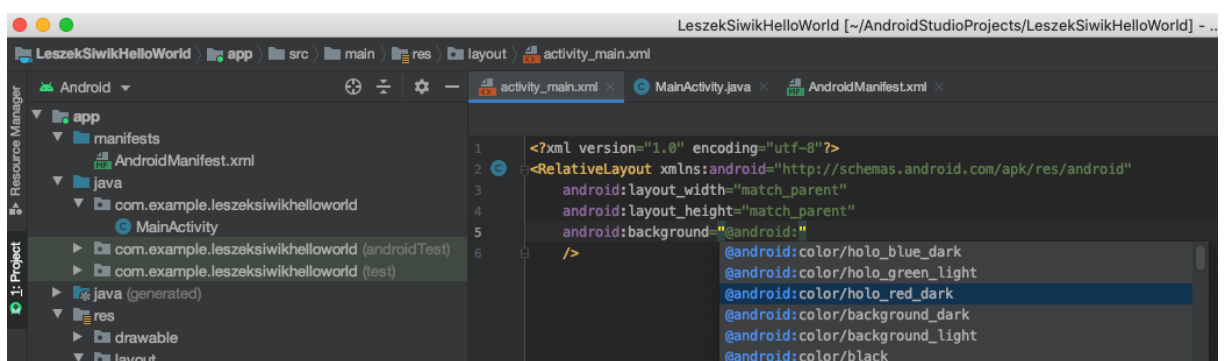 LeszekSiwikHelloWorld [~/AndroidStudioProjects/LeszekSiwikHelloWorld] - ...
LeszekSiwikHelloWorld app src main res layout activity_main.xml
Android
activity_main.xml MainActivity.java AndroidManifest.xml
Resource Manager
1: Project
app
manifests
AndroidManifest.xml
java
com.example.leszeksiwikhelloworld
MainActivity
com.example.leszeksiwikhelloworld (androidTest)
com.example.leszeksiwikhelloworld (test)
java (generated)
res
drawable
layout
1 <?xml version="1.0" encoding="utf-8"?>
2 <RelativeLayout xmlns:android="http://schemas.android.com/apk/res/android"
3 android:layout_width="match_parent"
4 android:layout_height="match_parent"
5 android:background="@android:"
6 />
@android:color/holo_blue_dark
@android:color/holo_green_light
@android:color/holo_red_dark
@android:color/background_dark
@android:color/background_light
@android:color/black